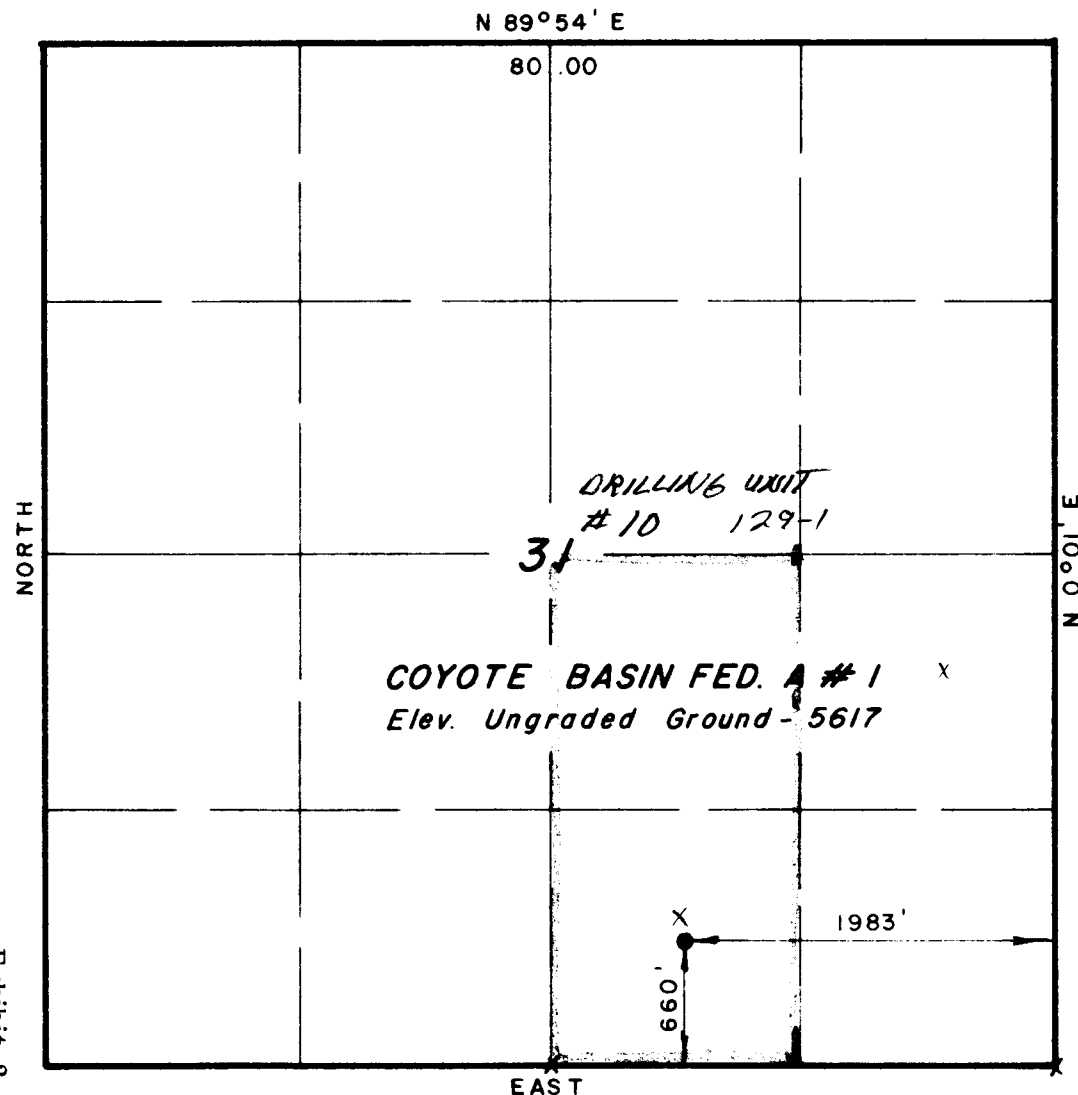 N 89°54' E
80.00
DRILLING UNIT
# 10 129-1
31
NORTH
N 0°01' E
COYOTE BASIN FED. A # 1 X
Elev. Ungraded Ground - 5617
X
1983'
660'
EAST